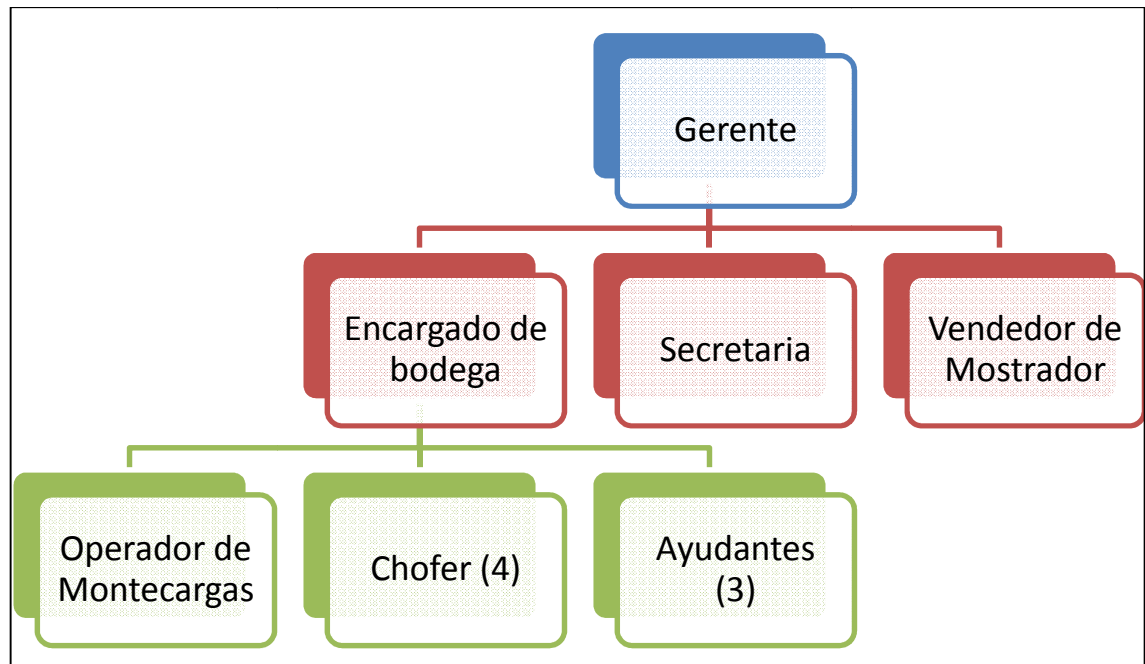 Gerente
Encargado de
bodega
Secretaria
Vendedor de
Mostrador
Operador de
Montecargas
Chofer (4)
Ayudantes
(3)